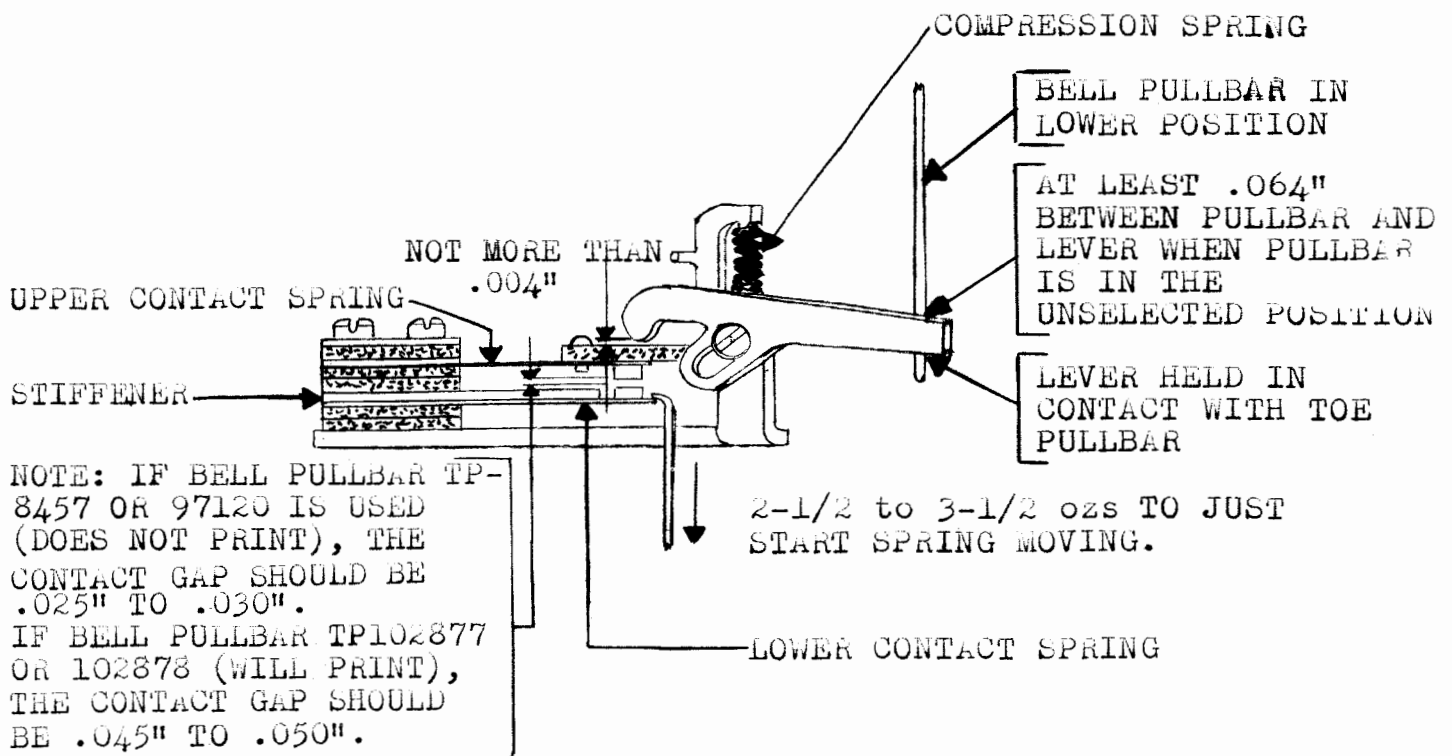 COMPRESSION SPRING
BELL PULLBAR IN
LOWER POSITION
AT LEAST .064"
BETWEEN PULLBAR AND
LEVER WHEN PULLBAR
IS IN THE
UNSELECTED POSITION
NOT MORE THAN
.004"
UPPER CONTACT SPRING
STIFFENER
LEVER HELD IN
CONTACT WITH TOE
PULLBAR
NOTE: IF BELL PULLBAR TP-
8457 OR 97120 IS USED
(DOES NOT PRINT), THE
CONTACT GAP SHOULD BE
.025" TO .030".
IF BELL PULLBAR TP102877
OR 102878 (WILL PRINT),
THE CONTACT GAP SHOULD
BE .045" TO .050".
2-1/2 to 3-1/2 ozs TO JUST
START SPRING MOVING.
LOWER CONTACT SPRING